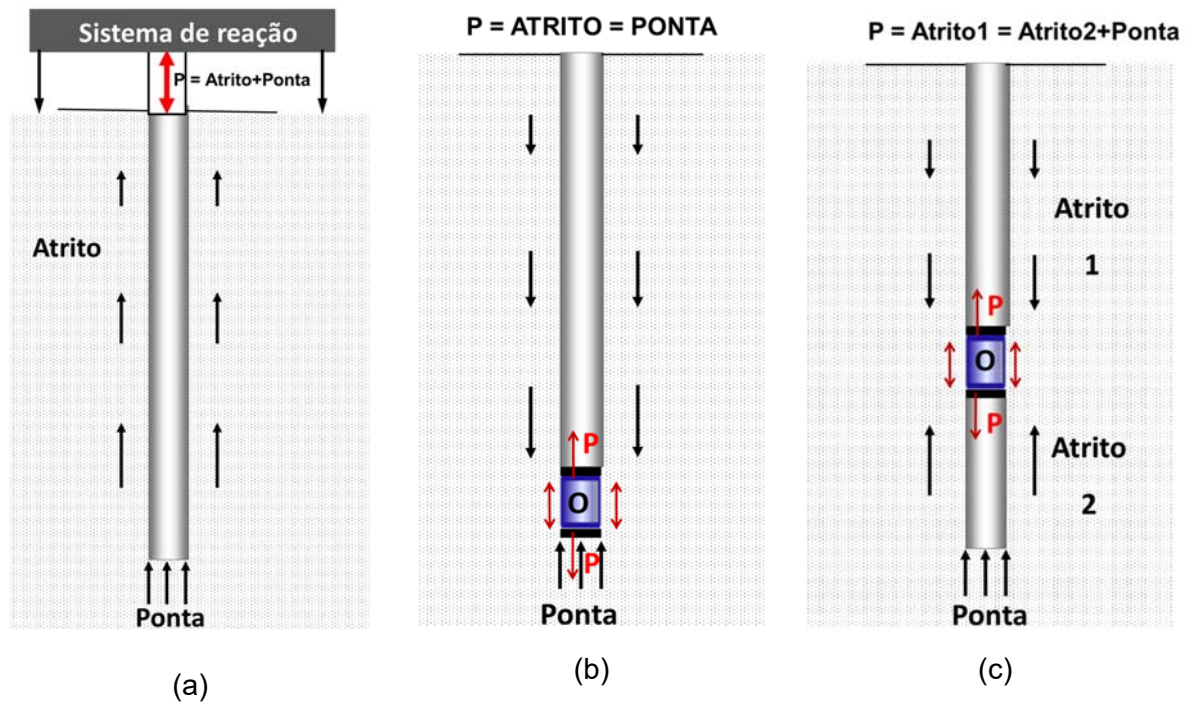 Sistema de reação
P = Atrito+Ponta
Atrito
Ponta
(a)
P = ATRITO = PONTA
P
O
P
Ponta
(b)
P = Atrito1 = Atrito2+Ponta
Atrito
1
P
O
P
Atrito
2
Ponta
(c)